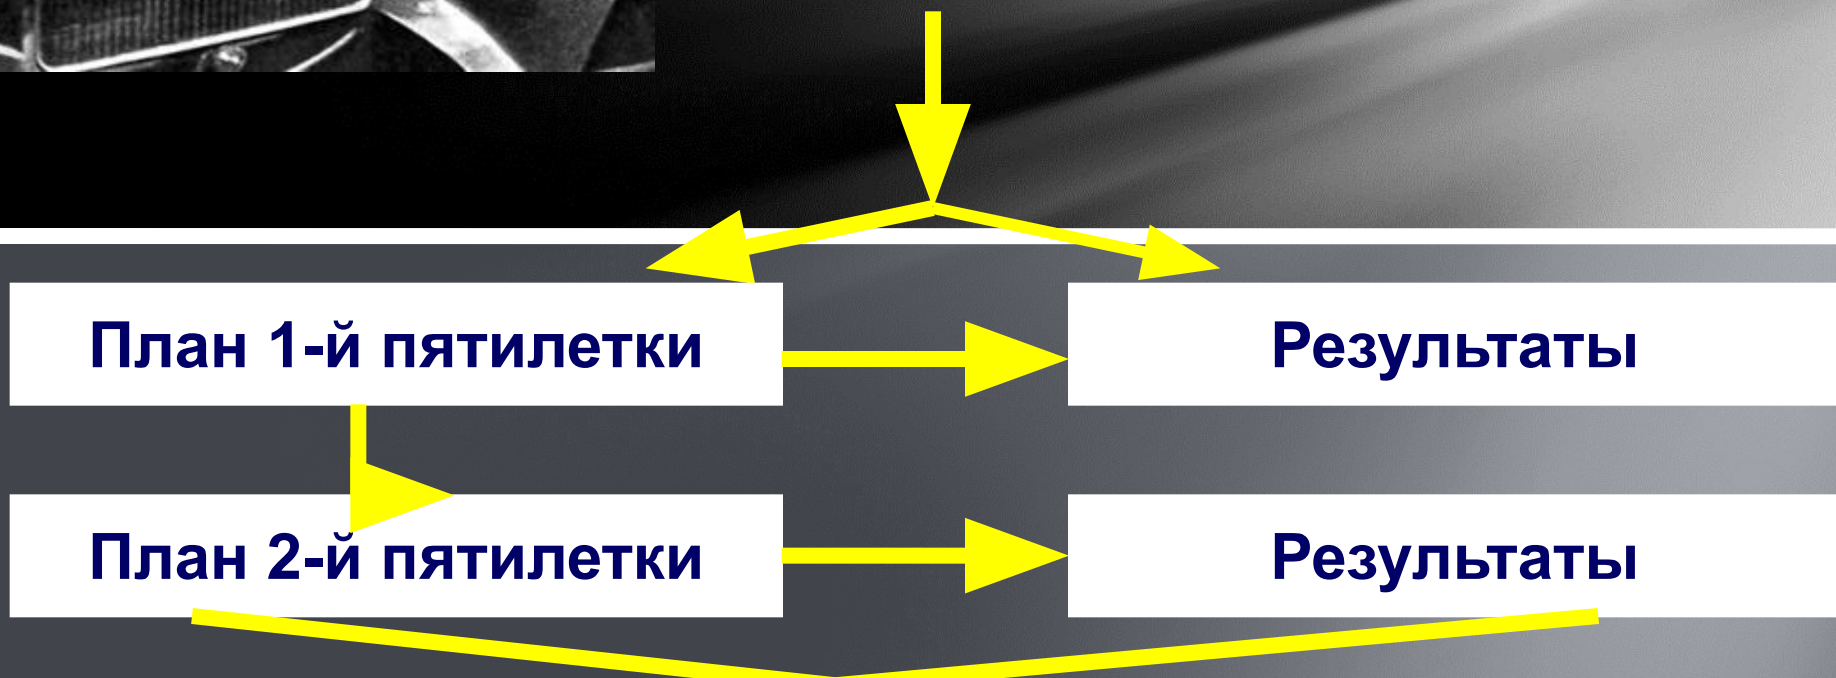 План 1-й пятилетки
Результаты
План 2-й пятилетки
Результаты